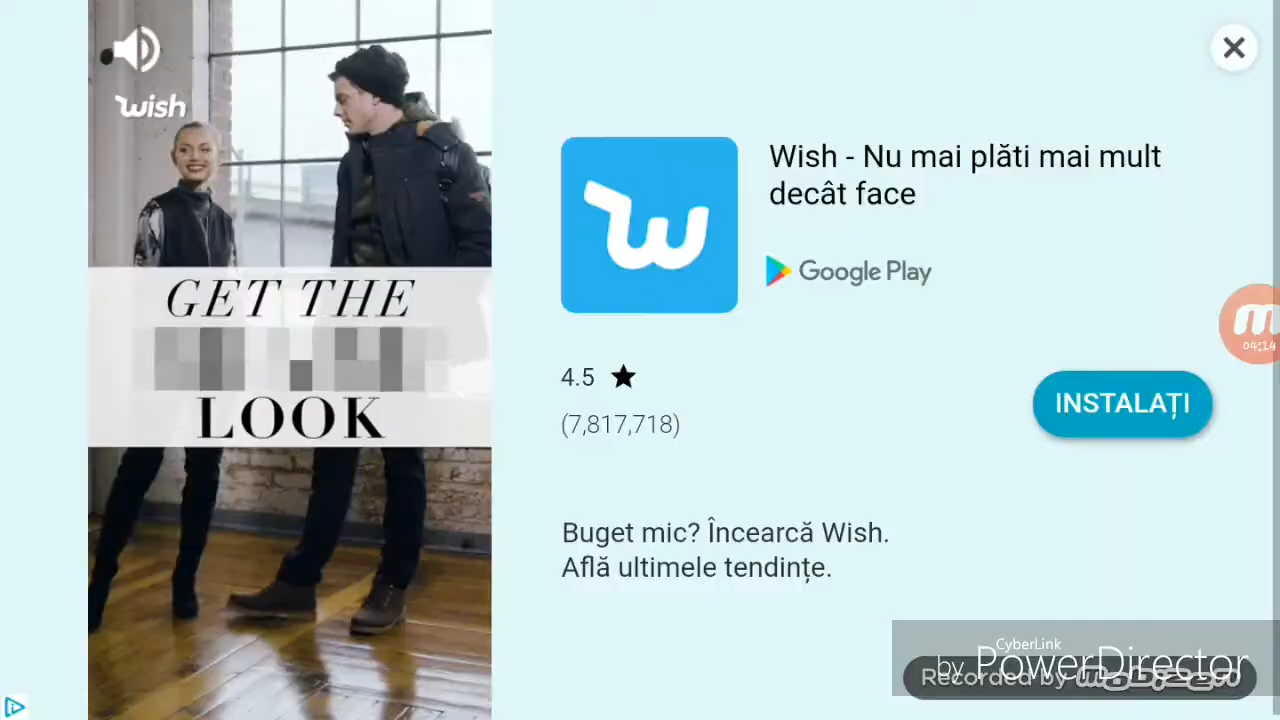 wish
GET THE
LOOK
Wish - Nu mai plăti mai mult
decât face
Google Play
4.5 ★
(7,817,718)
INSTALAȚI
04:14
Buget mic? Încearcă Wish.
Află ultimele tendințe.
CyberLink
by PowerDirector
Recorded by